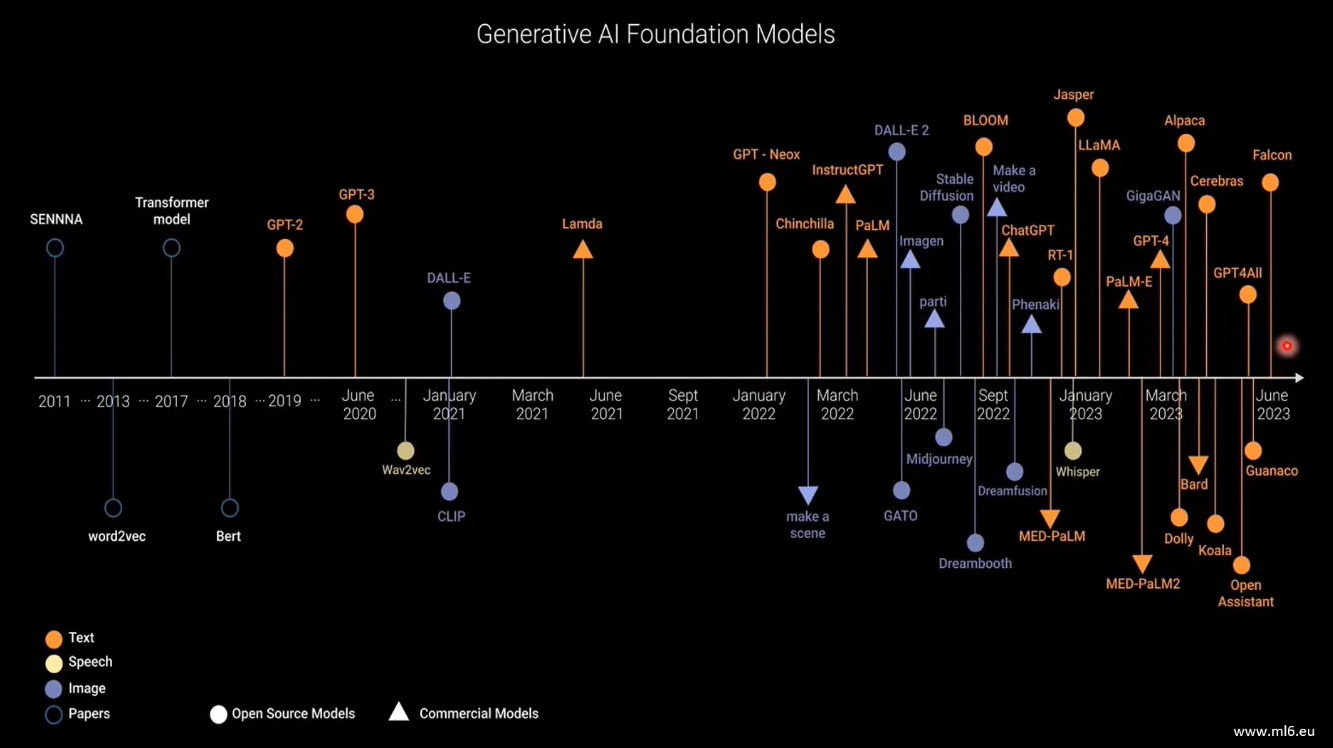 Generative AI Foundation Models
Jasper
DALL-E 2
BLOOM
Alpaca
GPT - Neox
InstructGPT
LLaMA
Falcon
Stable
Diffusion
Make a
video
Cerebras
GigaGAN
SENNNA
Transformer
model
GPT-2
GPT-3
Lamda
Chinchilla
PaLM
Imagen
ChatGPT
GPT-4
RT-1
GPT4All
DALL-E
PaLM-E
parti
Phenaki
2011 ... 2013 ... 2017 ... 2018 ... 2019 ...
June
2020
...
January
2021
March
2021
June
2021
Sept
2021
January
2022
March
2022
June
2022
Sept
2022
January
2023
March
2023
June
2023
Wav2vec
Midjourney
Whisper
Guanaco
Dreamfusion
Bard
CLIP
make a
scene
GATO
word2vec
Bert
MED-PaLM
Dolly
Koala
Dreambooth
MED-PaLM2
Open
Assistant
Text
Speech
Image
Papers
Open Source Models
Commercial Models
www.ml6.eu